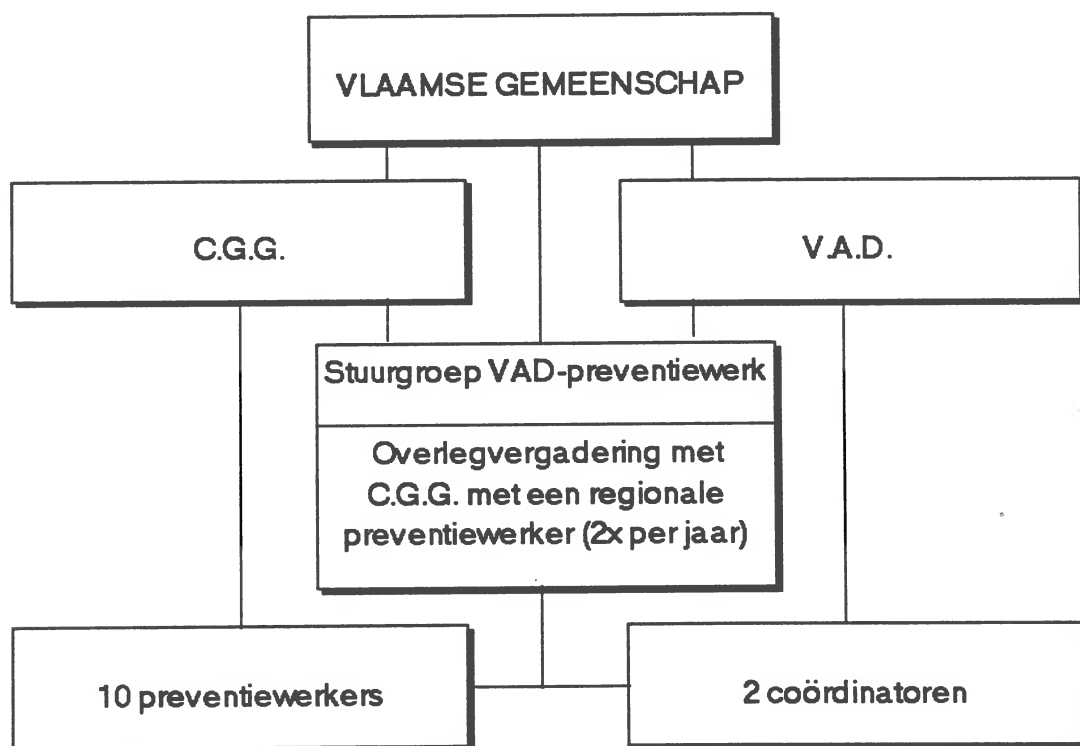 VLAAMSE GEMEENSCHAP
C.G.G.
V.A.D.
Stuurgroep VAD-preventiewerk
Overlegvergadering met
C.G.G. met een regionale
preventiewerker (2x per jaar)
10 preventiewerkers
2 coördinatoren